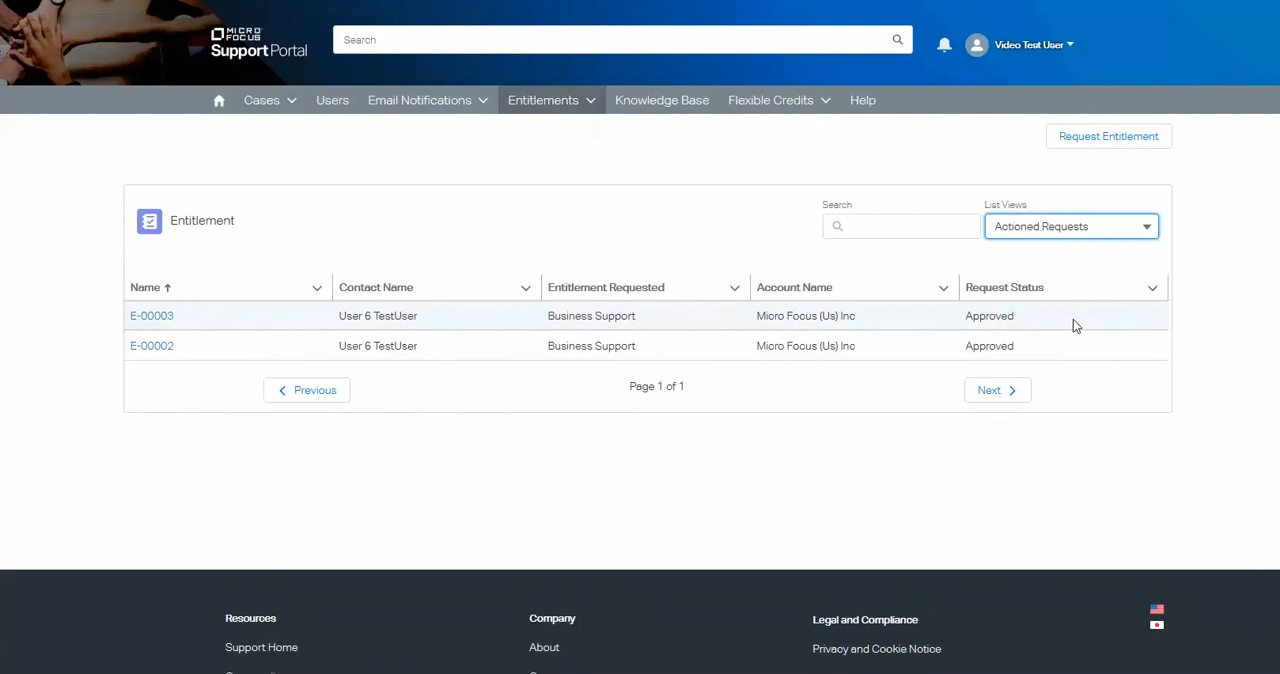 MICRO
FOCUS
Support Portal
Search
Video Test User
Cases
Users
Email Notifications
Entitlements
Knowledge Base
Flexible Credits
Help
Request Entitlement
Entitlement
Search
List Views
Actioned Requests
Name Contact Name Entitlement Requested Account Name Request Status
E-00003 User 6 TestUser Business Support Micro Focus (Us) Inc Approved
E-00002 User 6 TestUser Business Support Micro Focus (Us) Inc Approved
Previous
Page 1 of 1
Next
Resources
Company
Legal and Compliance
Support Home
About
Privacy and Cookie Notice